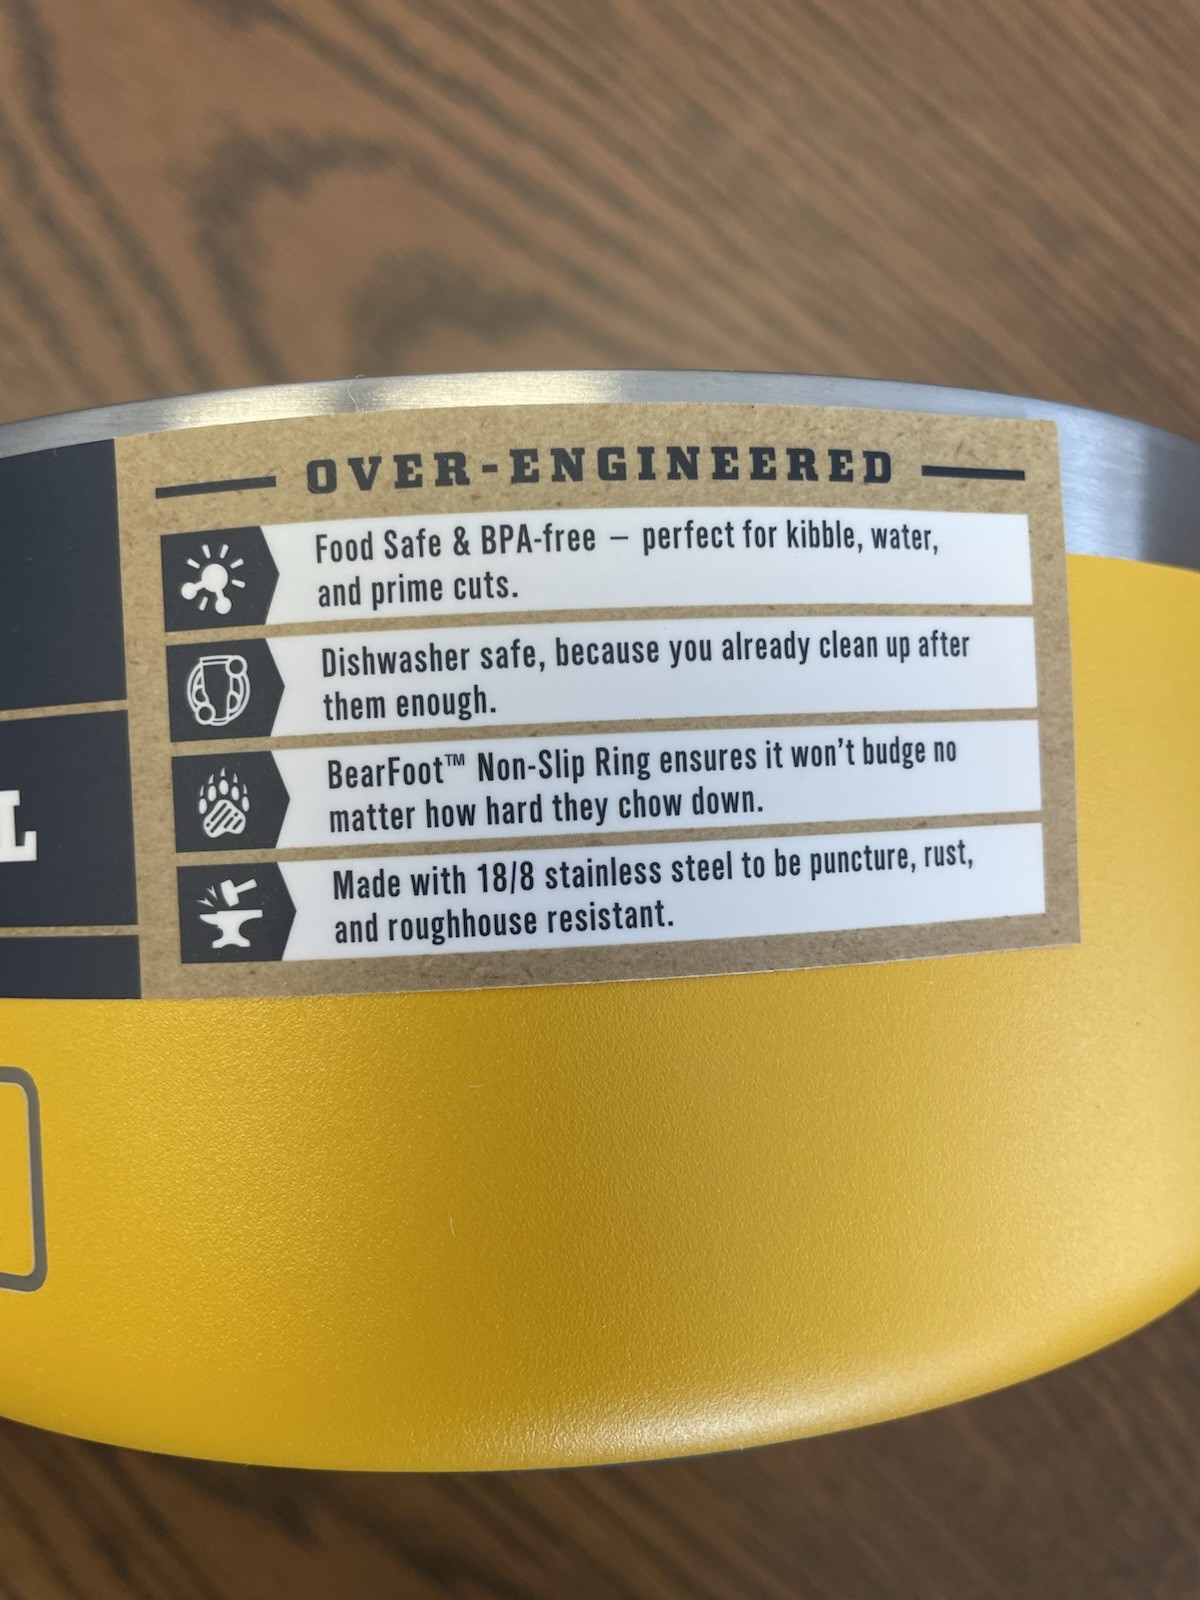 OVER-ENGINEERED
Food Safe & BPA-free – perfect for kibble, water,
and prime cuts.
Dishwasher safe, because you already clean up after
them enough.
BearFoot™ Non-Slip Ring ensures it won't budge no
matter how hard they chow down.
Made with 18/8 stainless steel to be puncture, rust,
and roughhouse resistant.
L